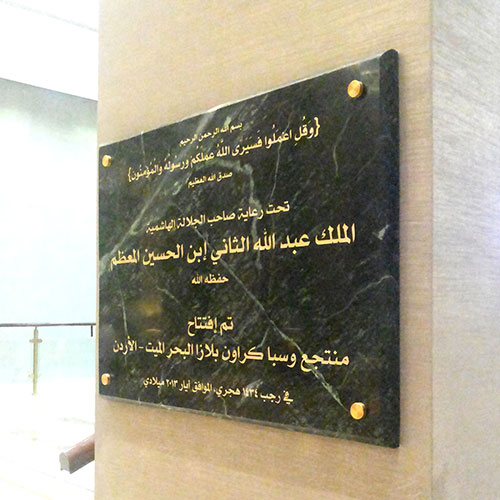 بسم الله الرحمن الرحيم
{وَقُلِ اعْمَلُوا فَسَيَرَى اللَّهُ عَمَلَكُمْ وَرَسُولُهُ وَالْمُؤْمِنُونَ}
صدق الله العظيم
تحت رعاية صاحب الجلالة الهاشمية
الملك عبد الله الثاني إبن الحسين المعظم
حفظه الله
تم إفتتاح
منتجع وسبا كراون بلازا البحر الميت - الأردن
في رجب ١٤٣٤ هجري، الموافق آيار ٢٠١٣ ميلادي